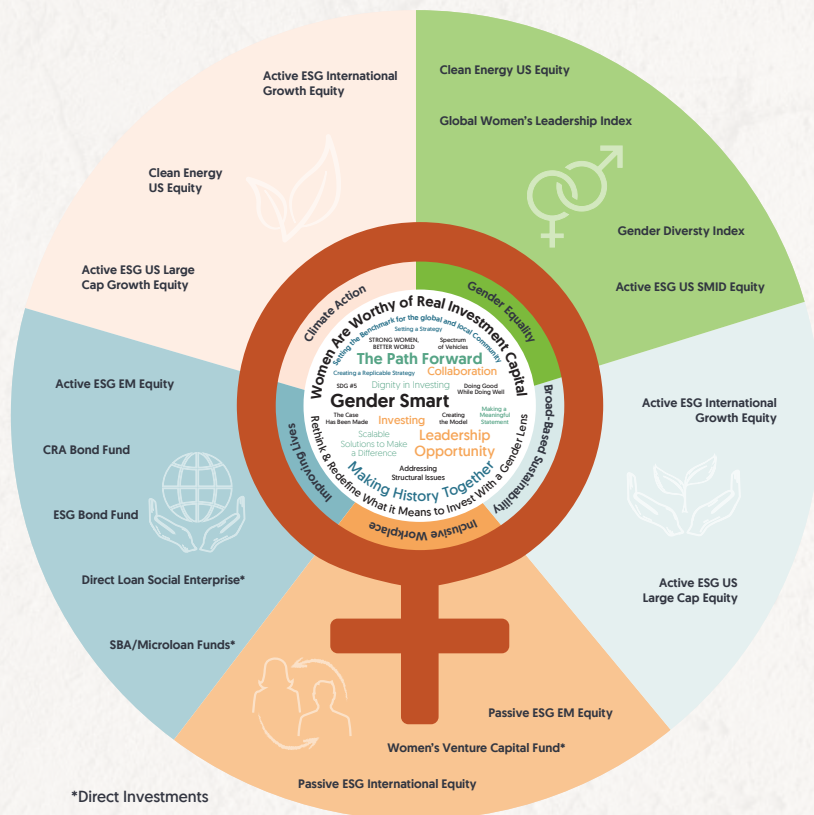 Active ESG International
Growth Equity
Clean Energy
US Equity
Active ESG US Large
Cap Growth Equity
Clean Energy US Equity
Global Women's Leadership Index
Gender Diversty Index
Active ESG US SMID Equity
Active ESG International
Growth Equity
Active ESG US
Large Cap Equity
Passive ESG EM Equity
Women's Venture Capital Fund*
Passive ESG International Equity
Active ESG EM Equity
CRA Bond Fund
ESG Bond Fund
Direct Loan Social Enterprise*
SBA/Microloan Funds*
Climate Action
Gender Equality
Broad-Based Sustainability
Inclusive Workplace
Improving Lives
Women Are Worthy of Real Investment Capital
Setting the Benchmark for the global and local Community
Setting a Strategy
STRONG WOMEN,
BETTER WORLD
Spectrum
of Vehicles
The Path Forward
Creating a Replicable Strategy
Collaboration
SDG #5
Dignity in Investing
Doing Good
While Doing Well
Gender Smart
The Case
Has Been Made
Investing
Creating
the Model
Making a
Meaningful
Statement
Scalable
Solutions to Make
a Difference
Leadership
Opportunity
Addressing
Structural Issues
Making History Together
Rethink & Redefine What it Means to Invest With a Gender Lens
*Direct Investments